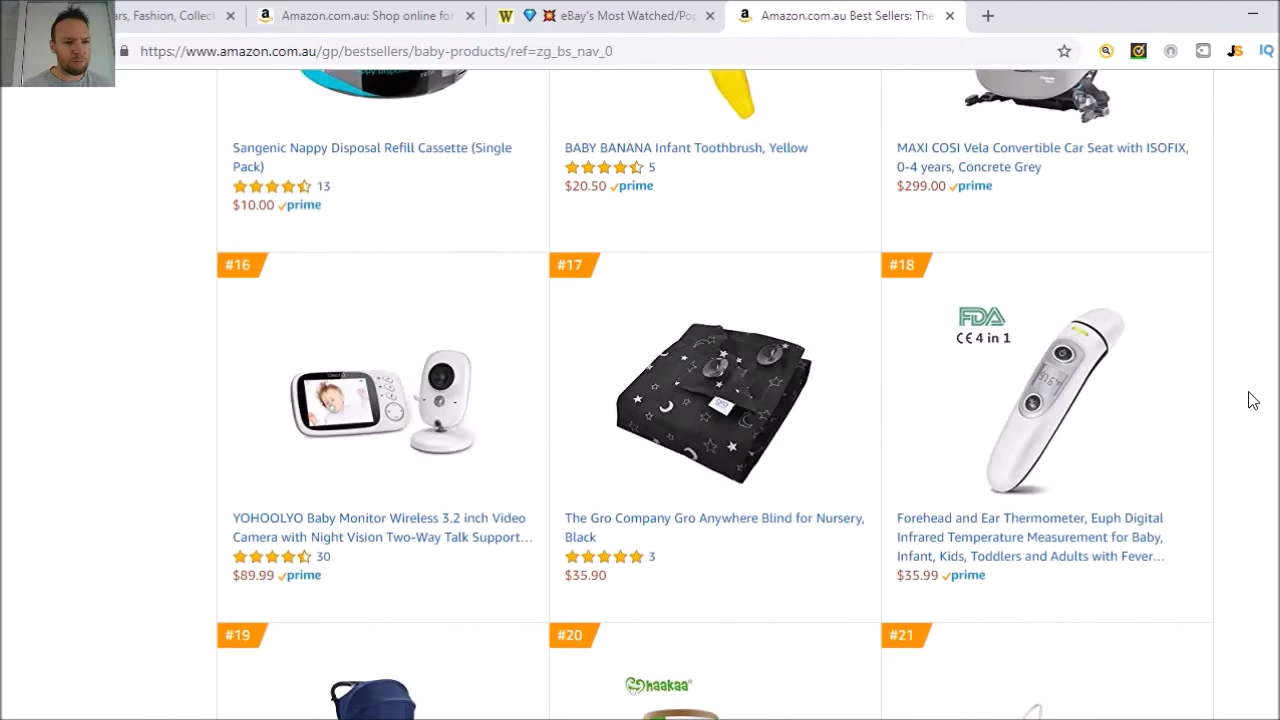 ars, Fashion, Collect
Amazon.com.au: Shop online for
W eBay's Most Watched/Pop
Amazon.com.au Best Sellers: The
https://www.amazon.com.au/gp/bestsellers/baby-products/ref=zg_bs_nav_0
JS IQ
Sangenic Nappy Disposal Refill Cassette (Single
Pack)
13
$10.00 prime
BABY BANANA Infant Toothbrush, Yellow
5
$20.50 prime
MAXI COSI Vela Convertible Car Seat with ISOFIX,
0-4 years, Concrete Grey
$299.00 prime
#16
YOHOOLYO Baby Monitor Wireless 3.2 inch Video
Camera with Night Vision Two-Way Talk Support...
30
$89.99 prime
#17
gro
The Gro Company Gro Anywhere Blind for Nursery,
Black
3
$35.90
#18
FDA
CE 4 in 1
Forehead and Ear Thermometer, Euph Digital
Infrared Temperature Measurement for Baby,
Infant, Kids, Toddlers and Adults with Fever...
$35.99 prime
#19
#20
haakaa®
#21